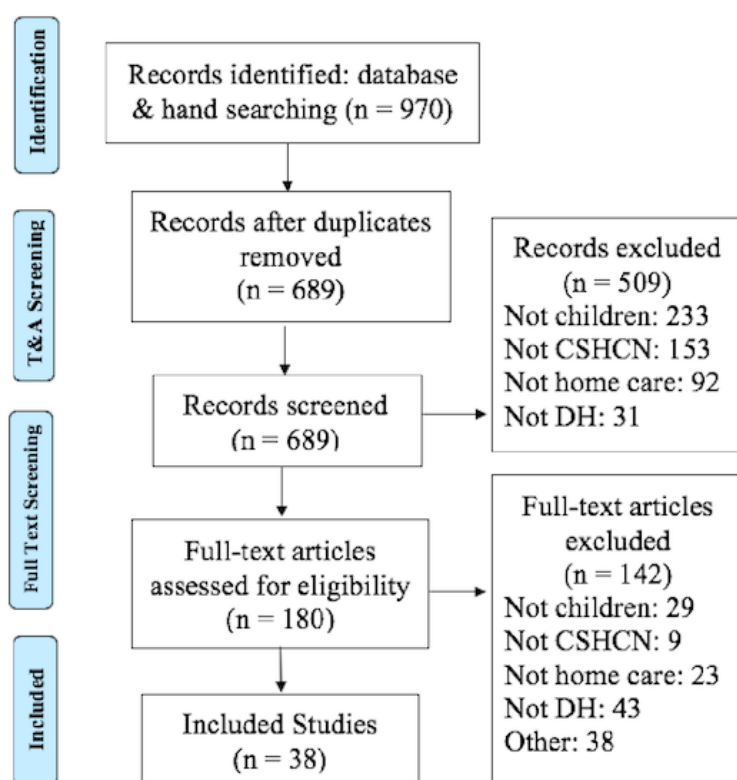 Identification
Records identified: database
& hand searching (n = 970)
T&A Screening
Records after duplicates
removed
(n = 689)
Records excluded
(n = 509)
Not children: 233
Not CSHCN: 153
Not home care: 92
Not DH: 31
Records screened
(n = 689)
Full Text Screening
Full-text articles
assessed for eligibility
(n = 180)
Full-text articles
excluded
(n = 142)
Not children: 29
Not CSHCN: 9
Not home care: 23
Not DH: 43
Other: 38
Included
Included Studies
(n = 38)